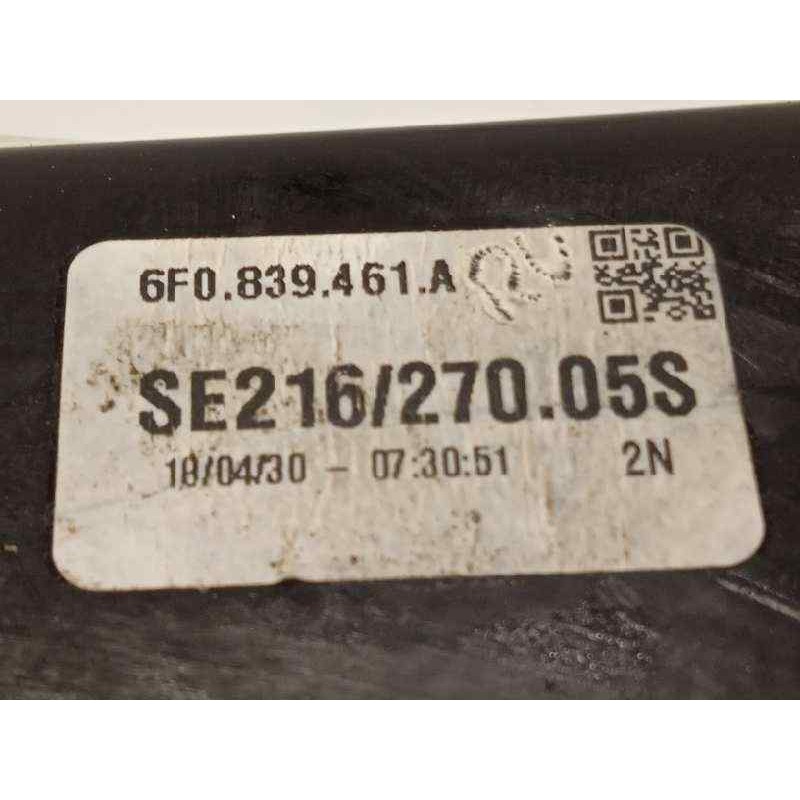 6F0.839.461.A
SE216/270.05S
18/04/30 - 07:30:51 2N